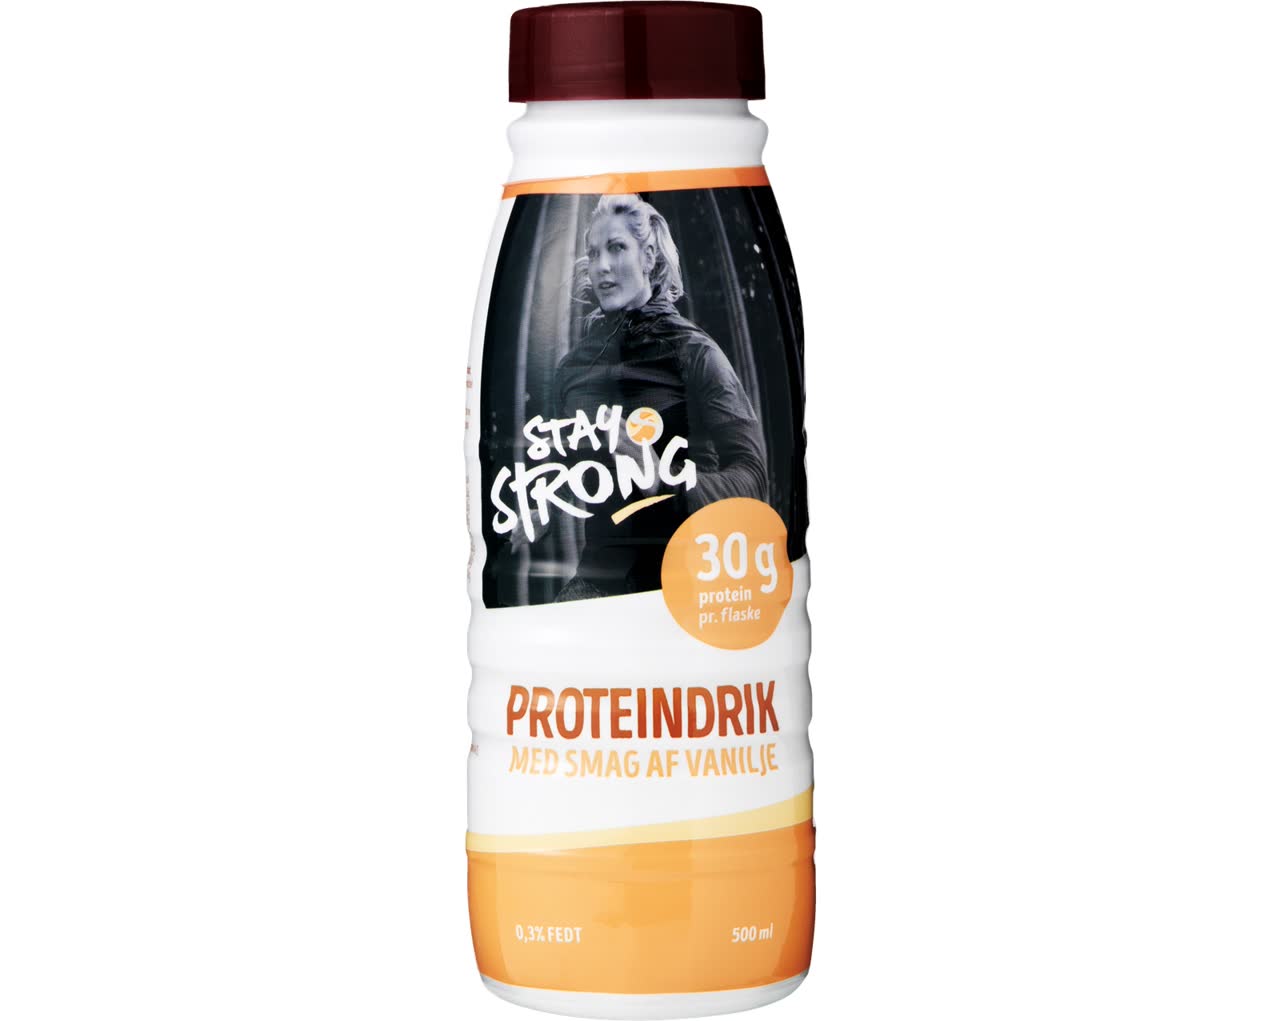 STAY
STRONG
30 g
protein
pr. flaske
PROTEINDRIK
MED SMAG AF VANILJE
0,3% FEDT
500 ml